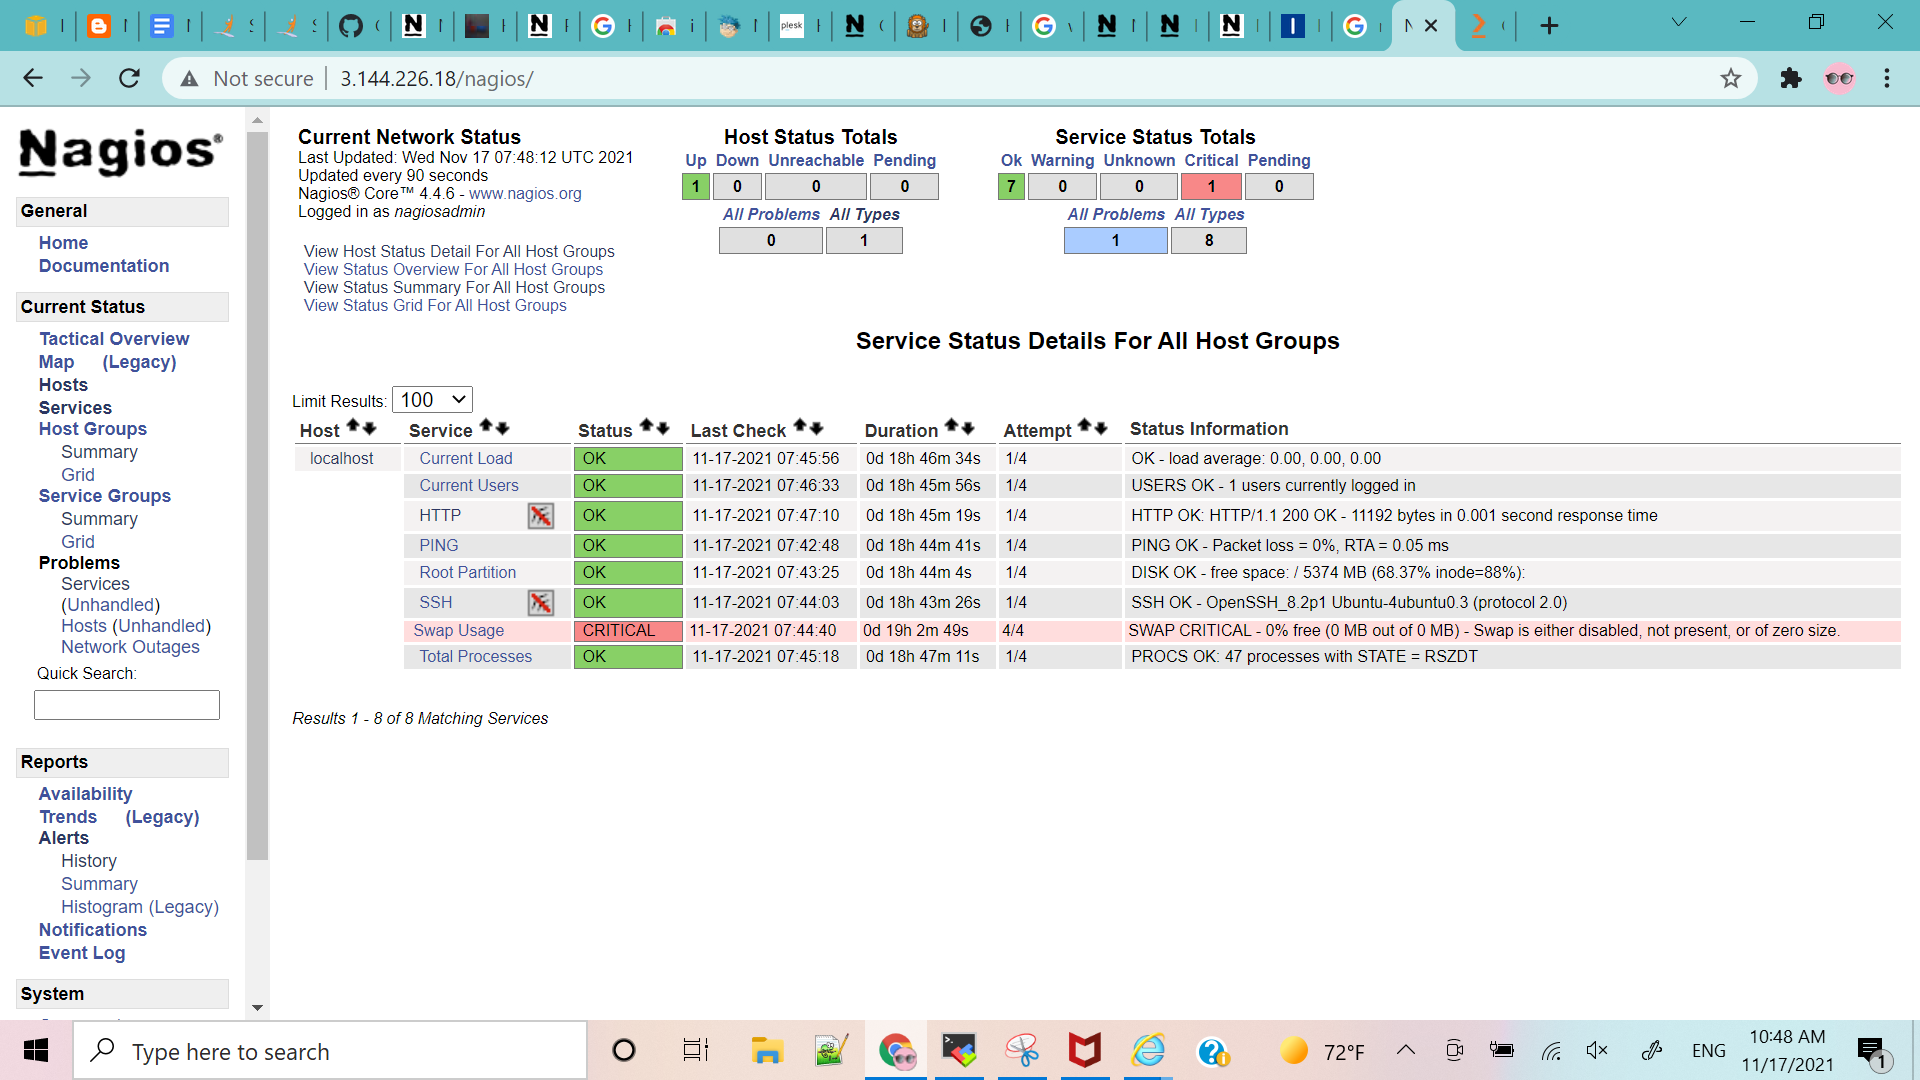 plesk
Not secure
3.144.226.18/nagios/
Nagios®
General
Home
Documentation
Current Status
Tactical Overview
Map (Legacy)
Hosts
Services
Host Groups
Summary
Grid
Service Groups
Summary
Grid
Problems
Services
(Unhandled)
Hosts (Unhandled)
Network Outages
Quick Search:
Reports
Availability
Trends (Legacy)
Alerts
History
Summary
Histogram (Legacy)
Notifications
Event Log
System
Current Network Status
Last Updated: Wed Nov 17 07:48:12 UTC 2021
Updated every 90 seconds
Nagios® Core™ 4.4.6 - www.nagios.org
Logged in as nagiosadmin
View Host Status Detail For All Host Groups
View Status Overview For All Host Groups
View Status Summary For All Host Groups
View Status Grid For All Host Groups
Host Status Totals
Up Down Unreachable Pending
1 0 0 0
All Problems All Types
0 1
Service Status Totals
Ok Warning Unknown Critical Pending
7 0 0 1 0
All Problems All Types
1 8
Service Status Details For All Host Groups
Limit Results: 100
Host Service Status Last Check Duration Attempt Status Information
localhost Current Load OK 11-17-2021 07:45:56 0d 18h 46m 34s 1/4 OK - load average: 0.00, 0.00, 0.00
Current Users OK 11-17-2021 07:46:33 0d 18h 45m 56s 1/4 USERS OK - 1 users currently logged in
HTTP OK 11-17-2021 07:47:10 0d 18h 45m 19s 1/4 HTTP OK: HTTP/1.1 200 OK - 11192 bytes in 0.001 second response time
PING OK 11-17-2021 07:42:48 0d 18h 44m 41s 1/4 PING OK - Packet loss = 0%, RTA = 0.05 ms
Root Partition OK 11-17-2021 07:43:25 0d 18h 44m 4s 1/4 DISK OK - free space: / 5374 MB (68.37% inode=88%):
SSH OK 11-17-2021 07:44:03 0d 18h 43m 26s 1/4 SSH OK - OpenSSH_8.2p1 Ubuntu-4ubuntu0.3 (protocol 2.0)
Swap Usage CRITICAL 11-17-2021 07:44:40 0d 19h 2m 49s 4/4 SWAP CRITICAL - 0% free (0 MB out of 0 MB) - Swap is either disabled, not present, or of zero size.
Total Processes OK 11-17-2021 07:45:18 0d 18h 47m 11s 1/4 PROCS OK: 47 processes with STATE = RSZDT
Results 1 - 8 of 8 Matching Services
Type here to search
72°F
ENG
10:48 AM
11/17/2021
1